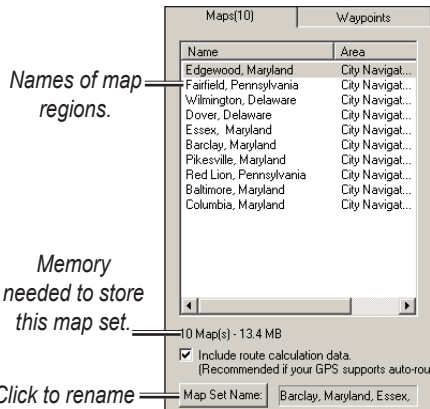 Maps(10) Waypoints
Name Area
Edgewood, Maryland City Navigat...
Names of map regions.
Fairfield, Pennsylvania City Navigat...
Wilmington, Delaware City Navigat...
Dover, Delaware City Navigat...
Essex, Maryland City Navigat...
Barclay, Maryland City Navigat...
Pikesville, Maryland City Navigat...
Red Lion, Pennsylvania City Navigat...
Baltimore, Maryland City Navigat...
Columbia, Maryland City Navigat...
Memory
needed to store
this map set.
10 Map(s) - 13.4 MB
Include route calculation data.
(Recommended if your GPS supports auto-rou
Click to rename
Map Set Name: Barclay, Maryland, Essex,